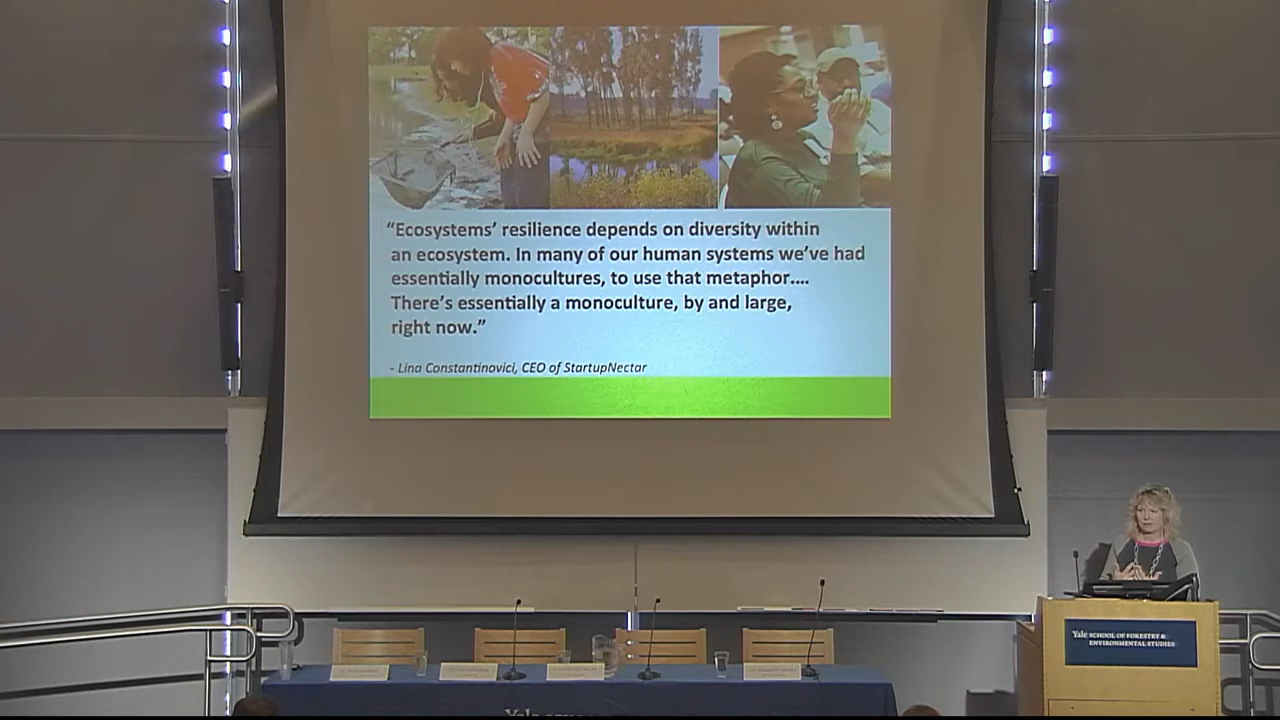 “Ecosystems’ resilience depends on diversity within
an ecosystem. In many of our human systems we’ve had
essentially monocultures, to use that metaphor....
There’s essentially a monoculture, by and large,
right now.”
- Lina Constantinovici, CEO of StartupNectar
Yale SCHOOL OF FORESTRY &
ENVIRONMENTAL STUDIES
Yale